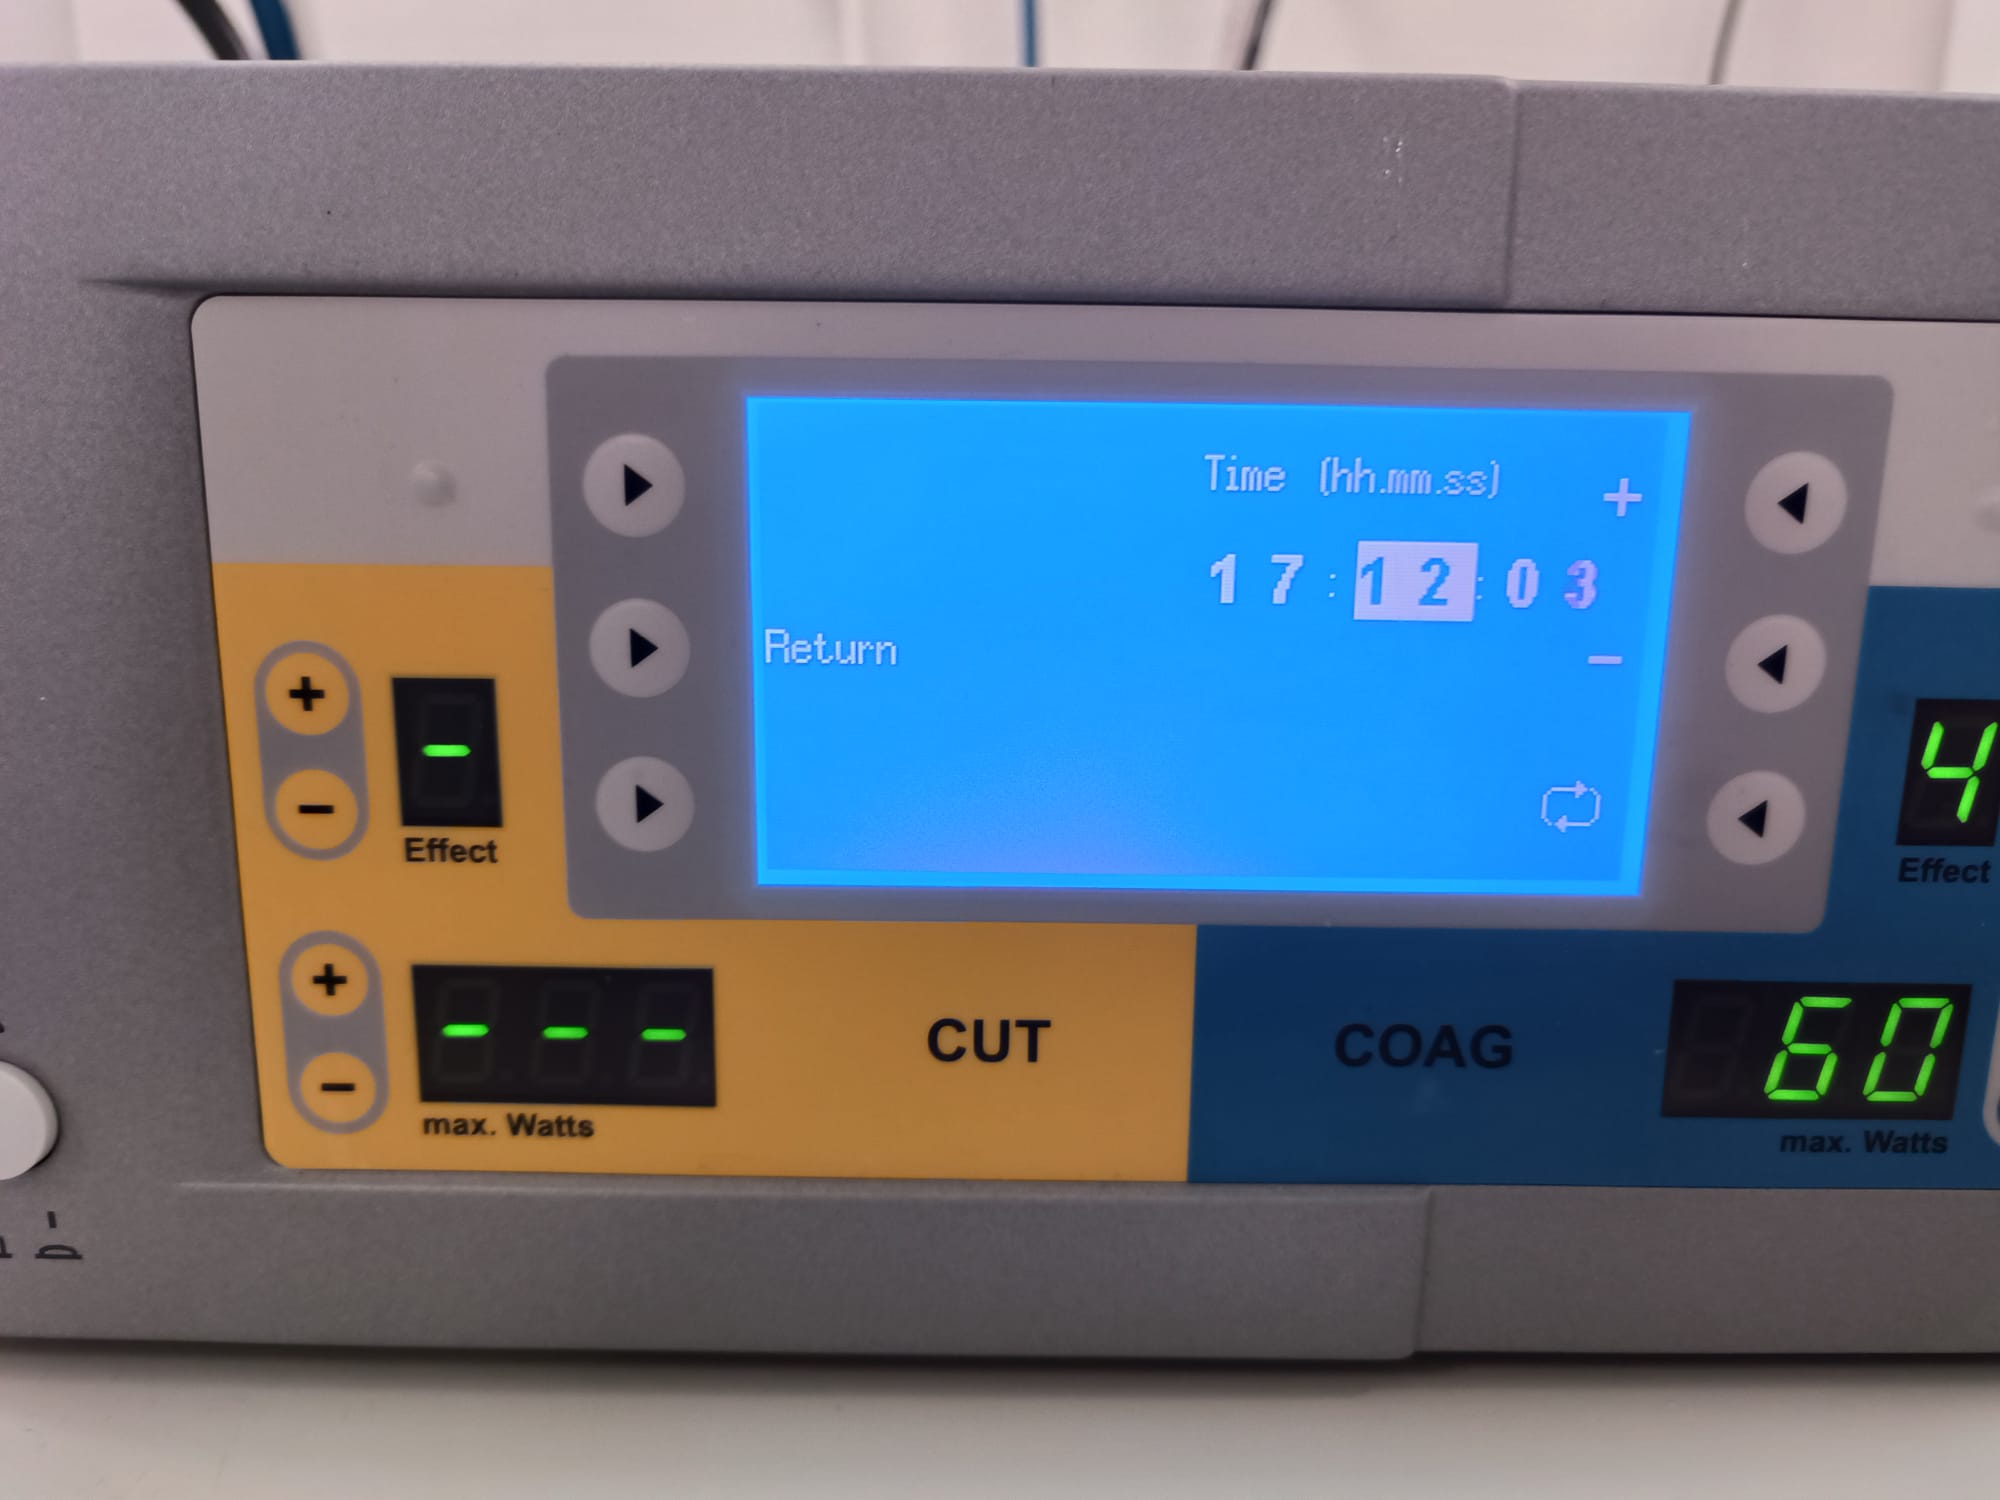 Time (hh.mm.ss)
+
17:12:03
Return
−
+
-
−
Effect
4
Effect
+
- - -
−
max. Watts
CUT
COAG
60
max. Watts